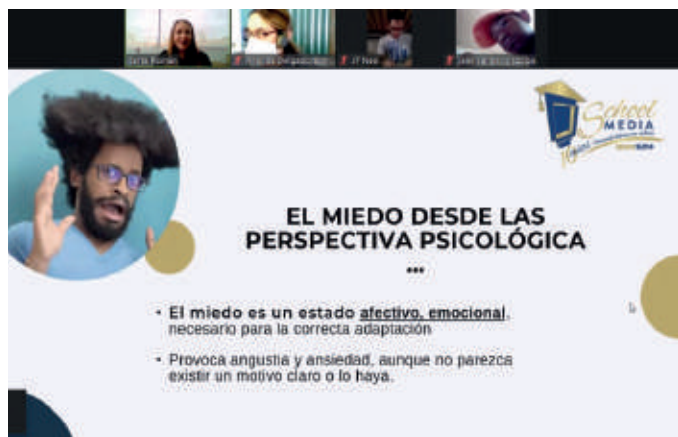 School
MEDIA
EL MIEDO DESDE LAS
PERSPECTIVA PSICOLÓGICA
...
• El miedo es un estado afectivo, emocional,
necesario para la correcta adaptación
• Provoca angustia y ansiedad, aunque no parezca
existir un motivo claro o lo haya.